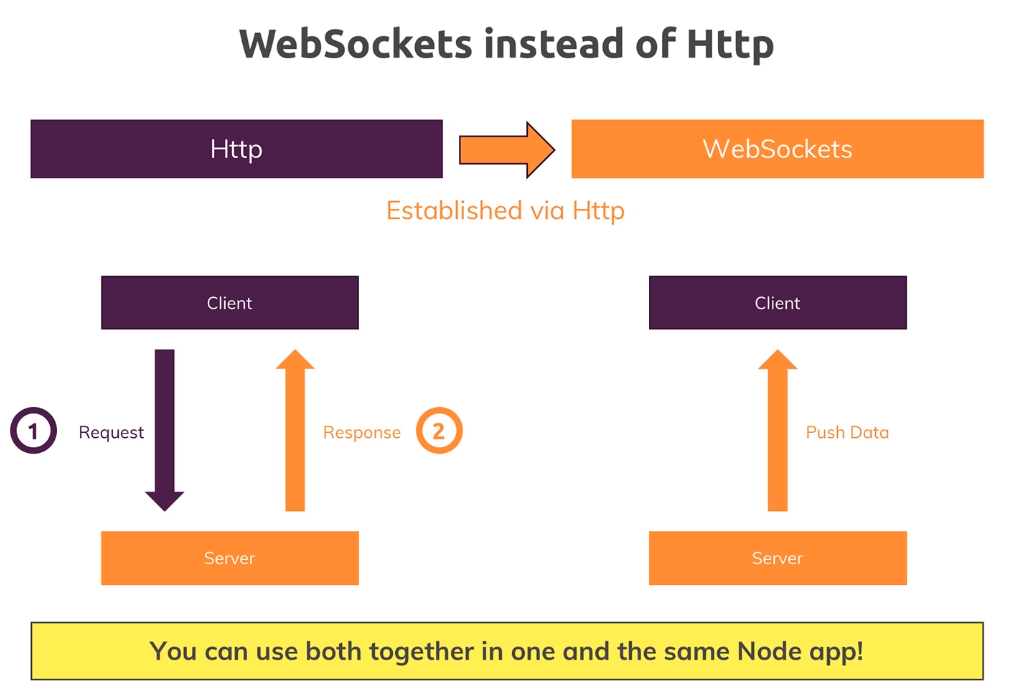 WebSockets instead of Http
Http
WebSockets
Established via Http
Client
Client
1
Request
Response
2
Push Data
Server
Server
You can use both together in one and the same Node app!